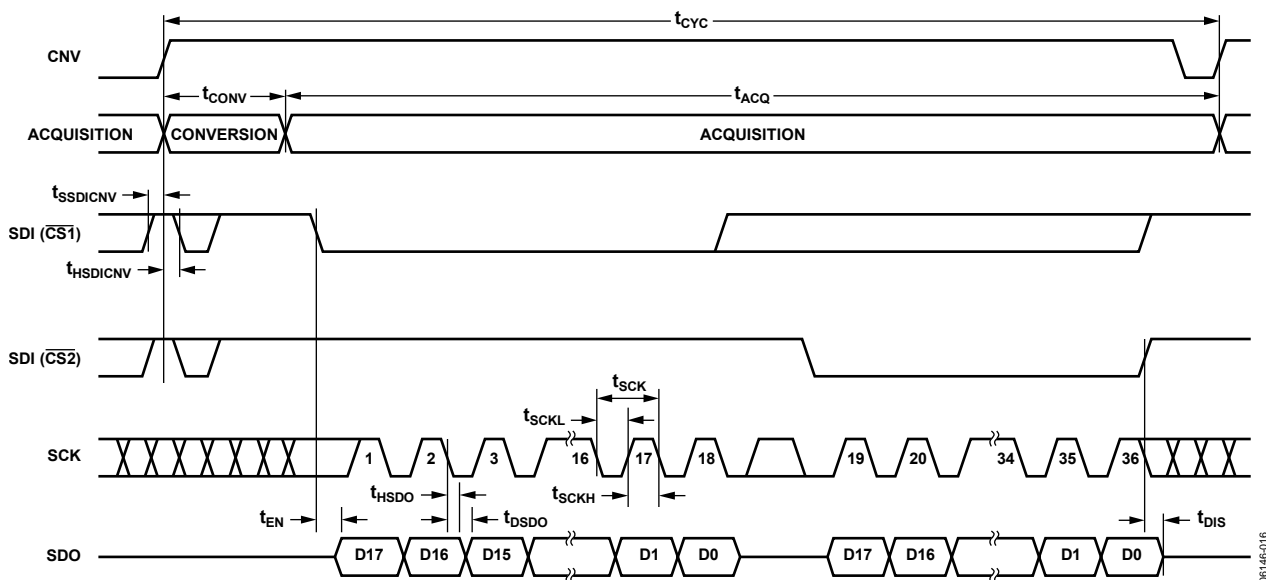 tCYC
CNV
tCONV
tACQ
ACQUISITION
CONVERSION
ACQUISITION
tSSDICNV
SDI (CS1)
tHSDICNV
SDI (CS2)
tSCK
tSCKL
SCK
1 2 3 16 17 18 19 20 34 35 36
tHSDO
tSCKH
tEN
tDSDO
tDIS
SDO
D17 D16 D15 D1 D0 D17 D16 D1 D0
06146-016